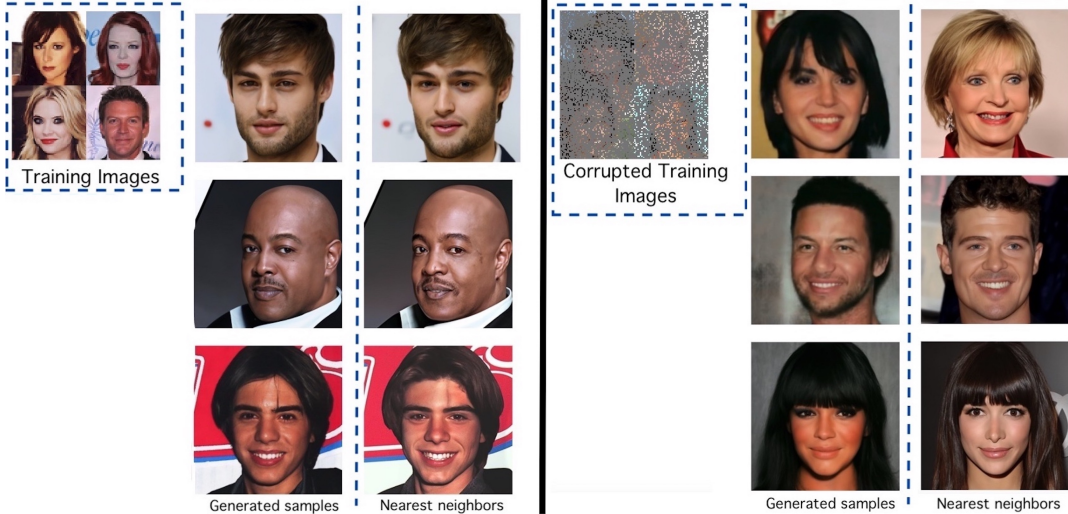 Training Images
Generated samples
Nearest neighbors
Corrupted Training
Images
Generated samples
Nearest neighbors